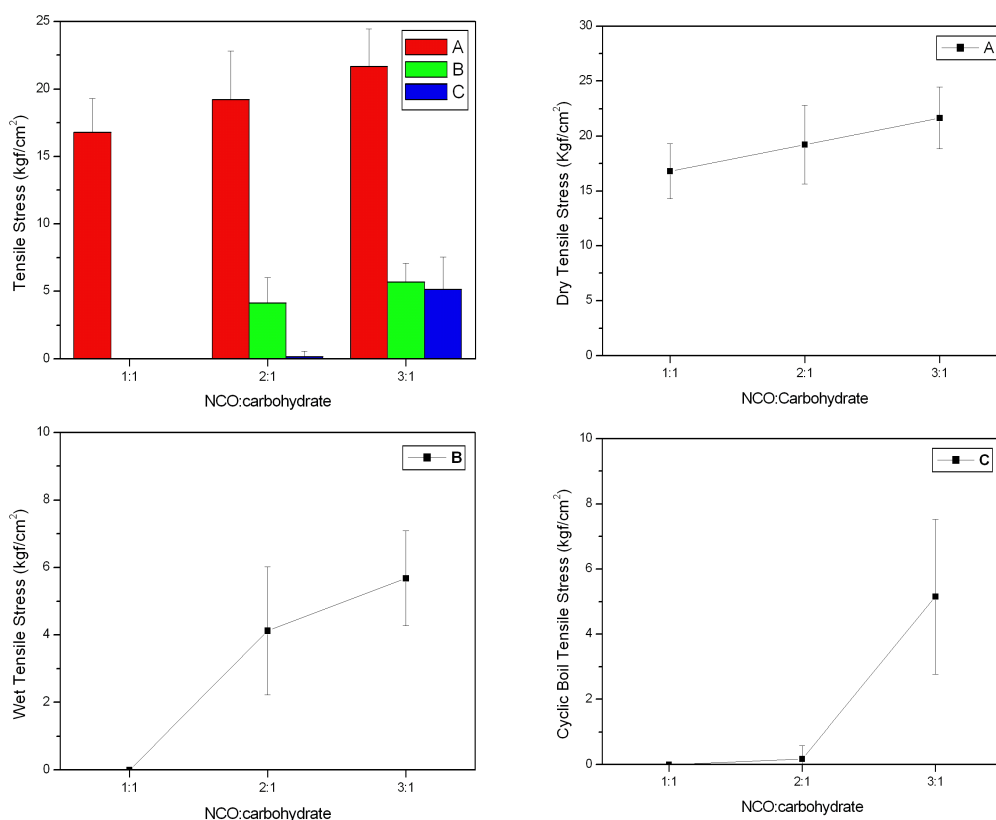 25
20
15
10
5
0
Tensile Stress (kgf/cm²)
A
B
C
1:1
2:1
3:1
NCO:carbohydrate
30
25
20
15
10
5
0
Dry Tensile Stress (Kgf/cm²)
A
1:1
2:1
3:1
NCO:Carbohydrate
10
8
6
4
2
0
Wet Tensile Stress (kgf/cm²)
B
1:1
2:1
3:1
NCO:carbohydrate
10
8
6
4
2
0
Cyclic Boil Tensile Stress (kgf/cm²)
C
1:1
2:1
3:1
NCO:carbohydrate